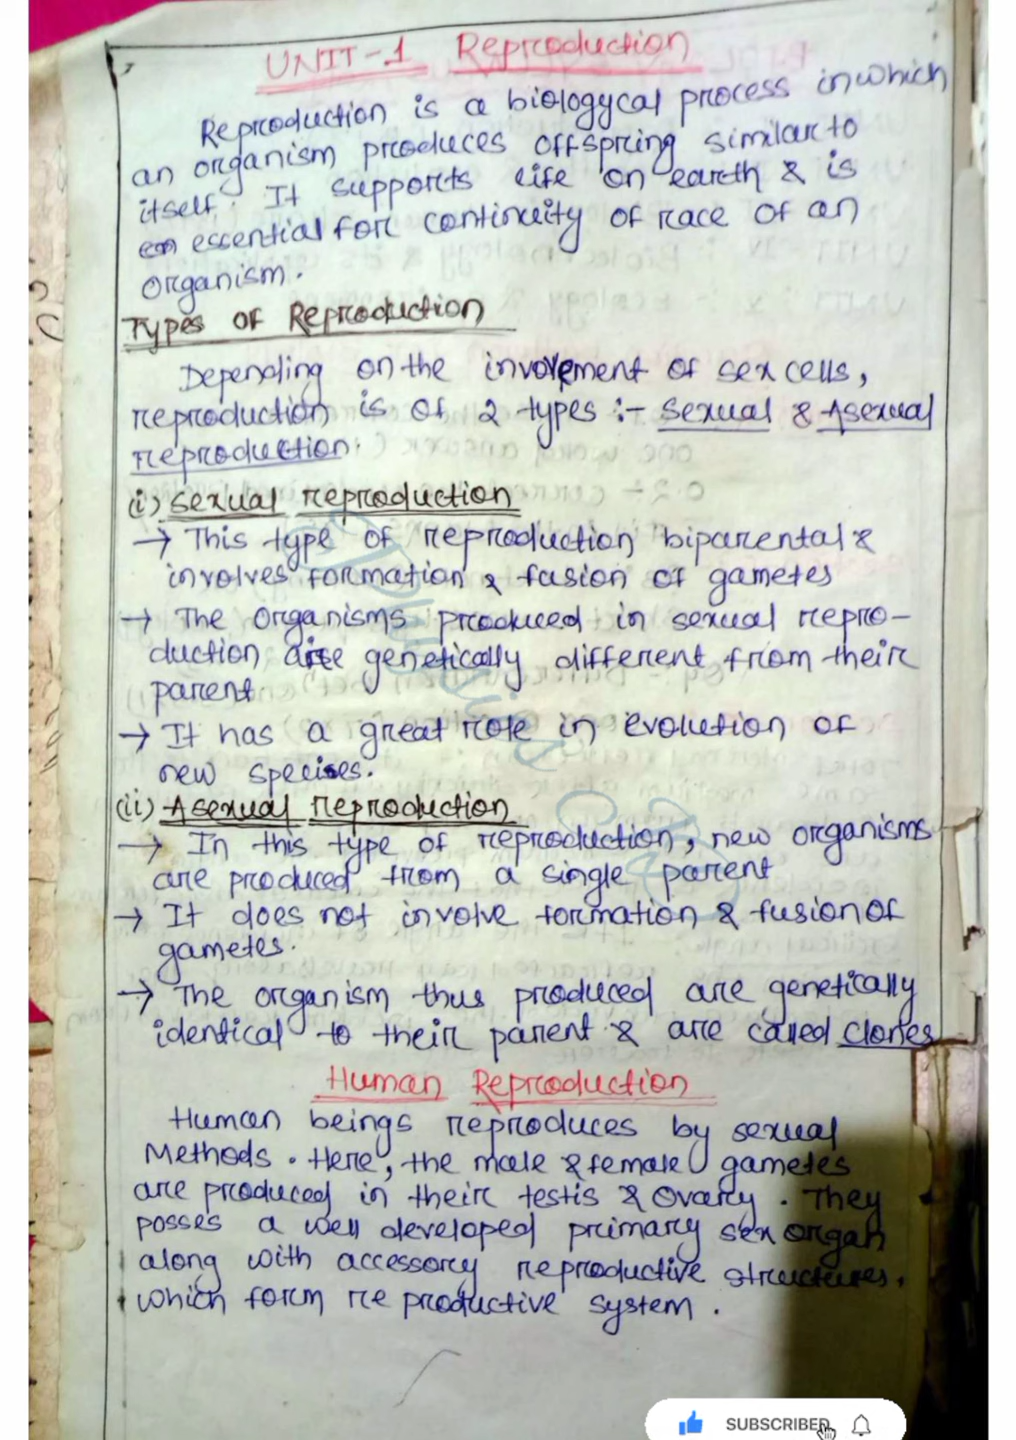 UNIT-1 Reproduction
Reproduction is a biologycal process in which
an organism produces offspring similar to
itself. It supports life on earth & is
essential for continuity of race of an
organism.
Types of Reproduction
Depending on the involvement of sex cells,
reproduction is of 2 types :- Sexual & Asexual
reproduction.
(i) Sexual reproduction
→ This type of reproduction biparental &
involves formation & fusion of gametes
→ The organisms produced in sexual repro-
duction are genetically different from their
parent
→ It has a great role in evolution of
new species.
(ii) Asexual reproduction
→ In this type of reproduction, new organisms
are produced from a single parent
→ It does not involve formation & fusion of
gametes.
→ The organism thus produced are genetically
identical to their parent & are called clones
Human Reproduction
Human beings reproduces by sexual
Methods. Here, the male & female gametes
are produced in their testis & ovary. They
posses a well developed primary sex organ
along with accessory reproductive structures.
which form reproductive system.
SUBSCRIBED